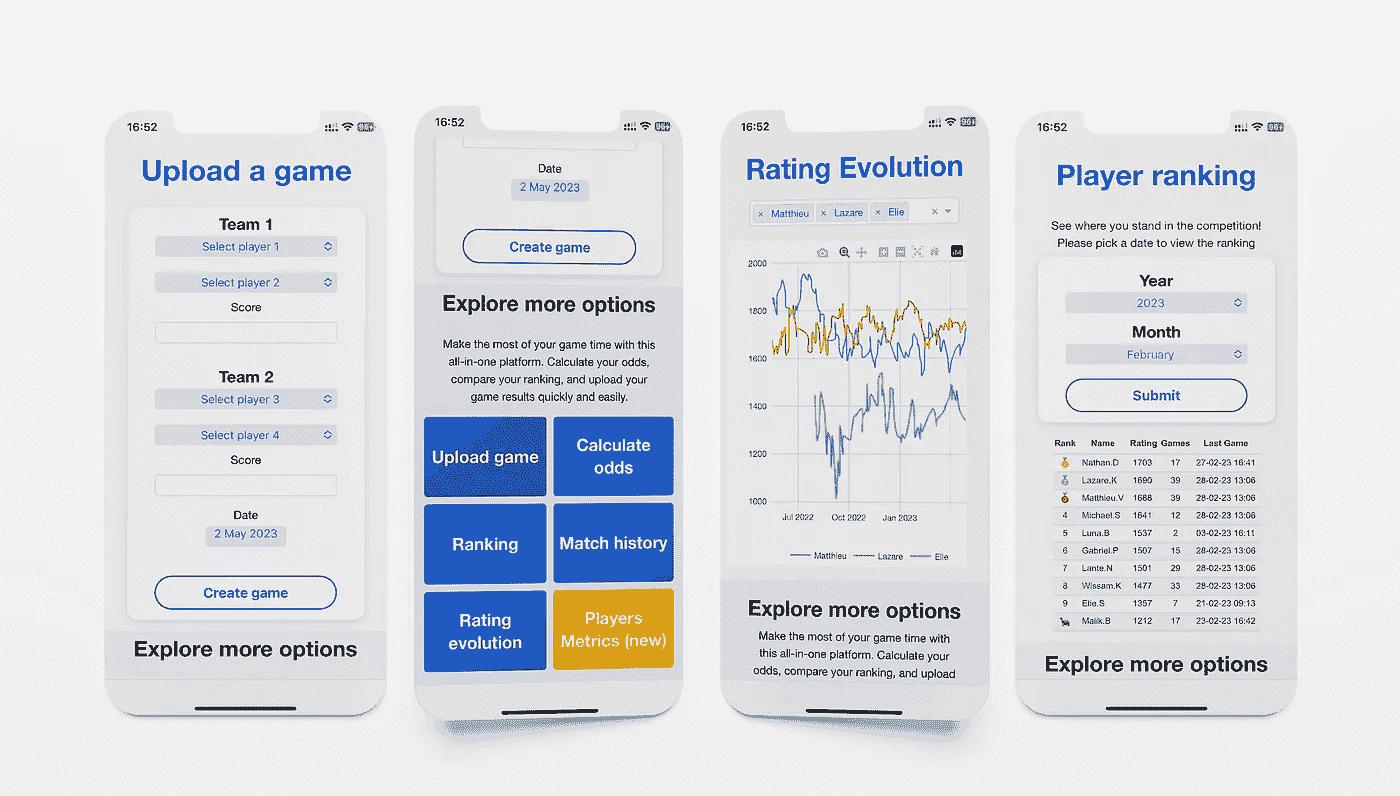 16:52
Upload a game
Team 1
Select player 1
Select player 2
Score
Team 2
Select player 3
Select player 4
Score
Date
2 May 2023
Create game
Explore more options
16:52
Date
2 May 2023
Create game
Explore more options
Make the most of your game time with this
all-in-one platform. Calculate your odds,
compare your ranking, and upload your
game results quickly and easily.
Upload game
Calculate
odds
Ranking
Match history
Rating
evolution
Players
Metrics (new)
16:52
Rating Evolution
× Matthieu × Lazare × Elie
2000
1800
1600
1400
1200
1000
Jul 2022 Oct 2022 Jan 2023
Matthieu Lazare Elie
Explore more options
Make the most of your game time with
this all-in-one platform. Calculate your
odds, compare your ranking, and upload
16:52
Player ranking
See where you stand in the competition!
Please pick a date to view the ranking
Year
2023
Month
February
Submit
Rank Name Rating Games Last Game
Nathan.D 1703 17 27-02-23 16:41
Lazare.K 1690 39 28-02-23 13:06
Matthieu.V 1688 39 28-02-23 13:06
4 Michael.S 1641 12 28-02-23 13:06
5 Luna.B 1537 2 03-02-23 16:11
6 Gabriel.P 1507 15 28-02-23 13:06
7 Lante.N 1501 29 28-02-23 13:06
8 Wissam.K 1477 33 28-02-23 13:06
9 Elie.S 1357 7 21-02-23 09:13
Malik.B 1212 17 23-02-23 16:42
Explore more options